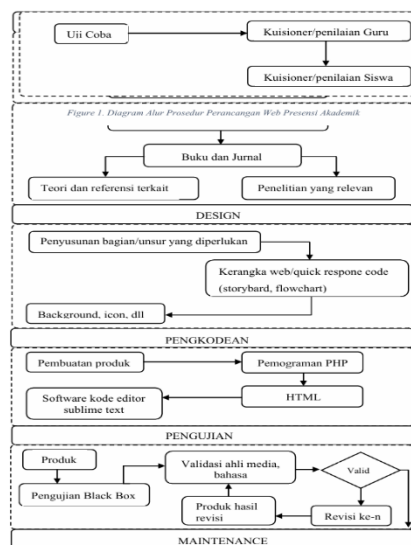 Uji Coba
Kuisioner/penilaian Guru
Kuisioner/penilaian Siswa
Figure 1. Diagram Alur Prosedur Perancangan Web Presensi Akademik
Buku dan Jurnal
Teori dan referensi terkait
Penelitian yang relevan
DESIGN
Penyusunan bagian/unsur yang diperlukan
Kerangka web/quick respone code
(storybard, flowchart)
Background, icon, dll
PENGKODEAN
Pembuatan produk
Pemograman PHP
Software kode editor
sublime text
HTML
PENGUJIAN
Produk
Pengujian Black Box
Validasi ahli media,
bahasa
Valid
Produk hasil
revisi
Revisi ke-n
MAINTENANCE